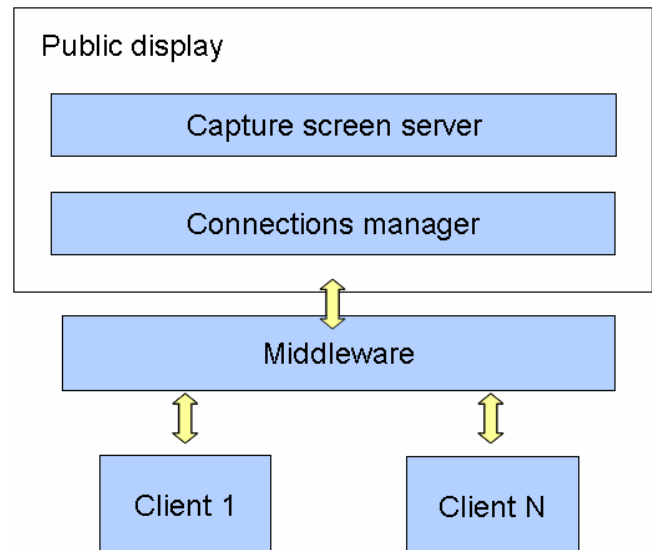 Public display
Capture screen server
Connections manager
Middleware
Client 1
Client N